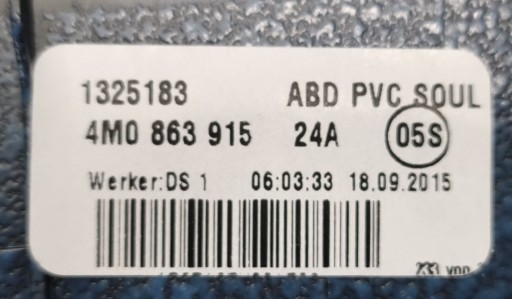 1325183 ABD PVC SOUL
4M0 863 915 24A 05S
Werker:DS 1 06:03:33 18.09.2015